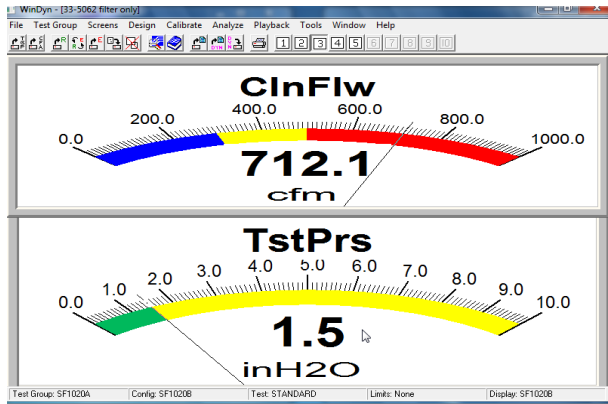 WinDyn - [33-5062 filter only]
File Test Group Screens Design Calibrate Analyze Playback Tools Window Help
1 2 3 4 5 6 7 8 9 10
ClnFlw
0.0 200.0 400.0 600.0 800.0 1000.0
712.1
cfm
TstPrs
0.0 1.0 2.0 3.0 4.0 5.0 6.0 7.0 8.0 9.0 10.0
1.5
inH2O
Test Group: SF1020A Config: SF1020B Test: STANDARD Limits: None Display: SF1020B